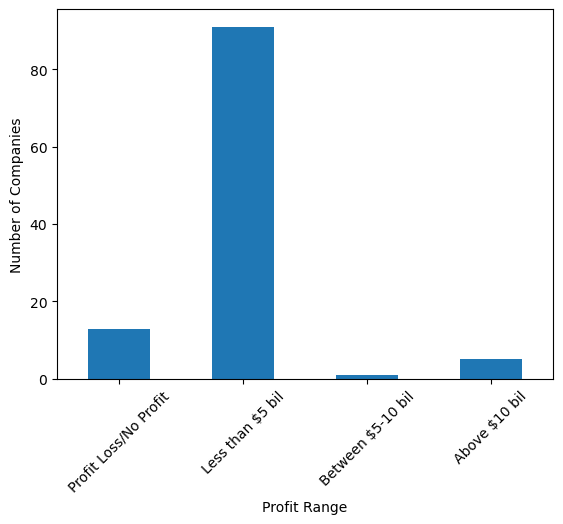 Number of Companies
80
60
40
20
0
Profit Loss/No Profit
Less than $5 bil
Between $5-10 bil
Above $10 bil
Profit Range